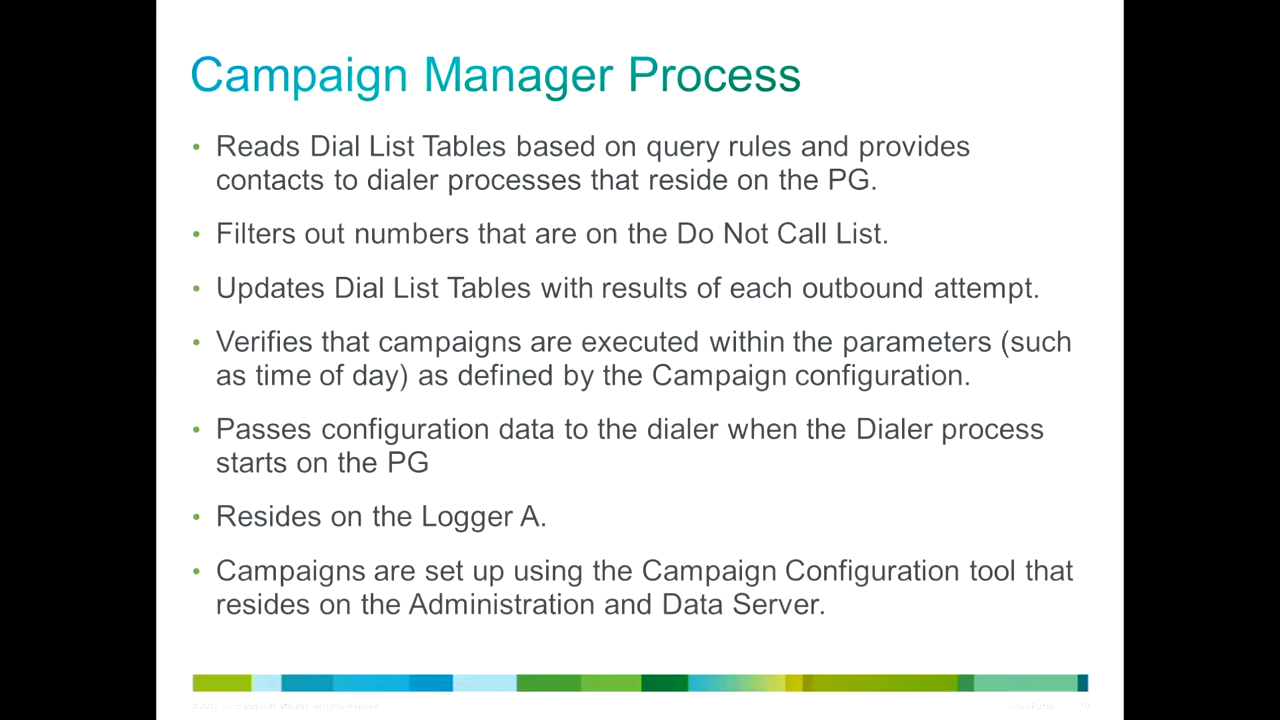 Campaign Manager Process
• Reads Dial List Tables based on query rules and provides
contacts to dialer processes that reside on the PG.
• Filters out numbers that are on the Do Not Call List.
• Updates Dial List Tables with results of each outbound attempt.
• Verifies that campaigns are executed within the parameters (such
as time of day) as defined by the Campaign configuration.
• Passes configuration data to the dialer when the Dialer process
starts on the PG
• Resides on the Logger A.
• Campaigns are set up using the Campaign Configuration tool that
resides on the Administration and Data Server.